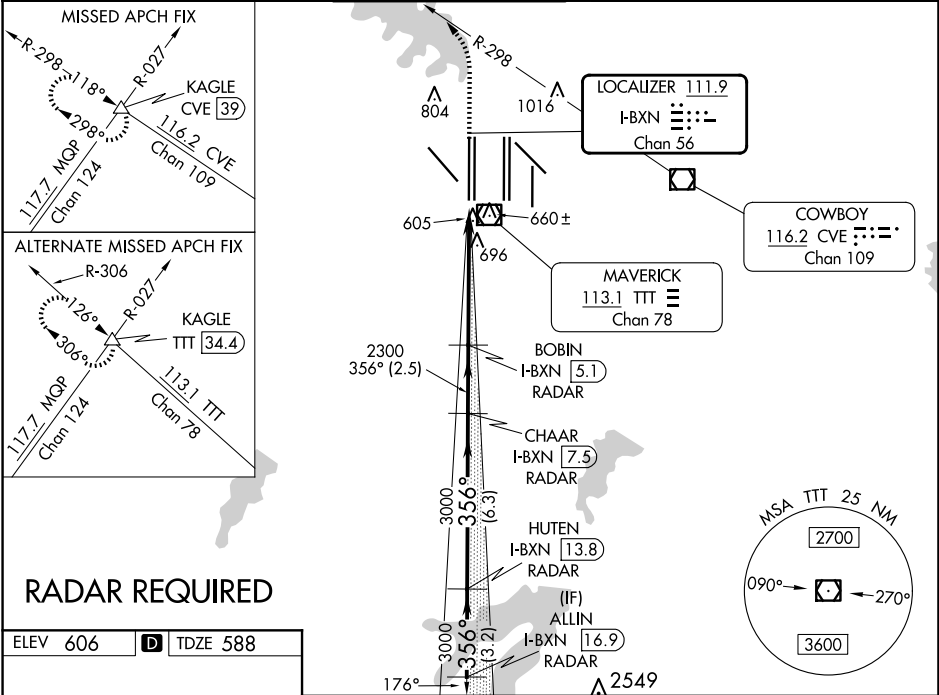 MISSED APCH FIX
R-298
118°
R-027
KAGLE
CVE 39
298°
116.2 CVE
Chan 109
117.7 MQP
Chan 124
ALTERNATE MISSED APCH FIX
R-306
126°
R-027
KAGLE
TTT 34.4
306°
113.1 TTT
Chan 78
117.7 MQP
Chan 124
RADAR REQUIRED
ELEV 606
D
TDZE 588
R-298
804
1016
LOCALIZER 111.9
I-BXN
Chan 56
COWBOY
116.2 CVE
Chan 109
605
660±
696
MAVERICK
113.1 TTT
Chan 78
2300
356° (2.5)
BOBIN
I-BXN 5.1
RADAR
CHAAR
I-BXN 7.5
RADAR
3000
356°
(6.3)
HUTEN
I-BXN 13.8
RADAR
(IF)
ALLIN
I-BXN 16.9
RADAR
3000
356°
(3.2)
176°
2549
MSA TTT 25 NM
2700
090°
270°
3600